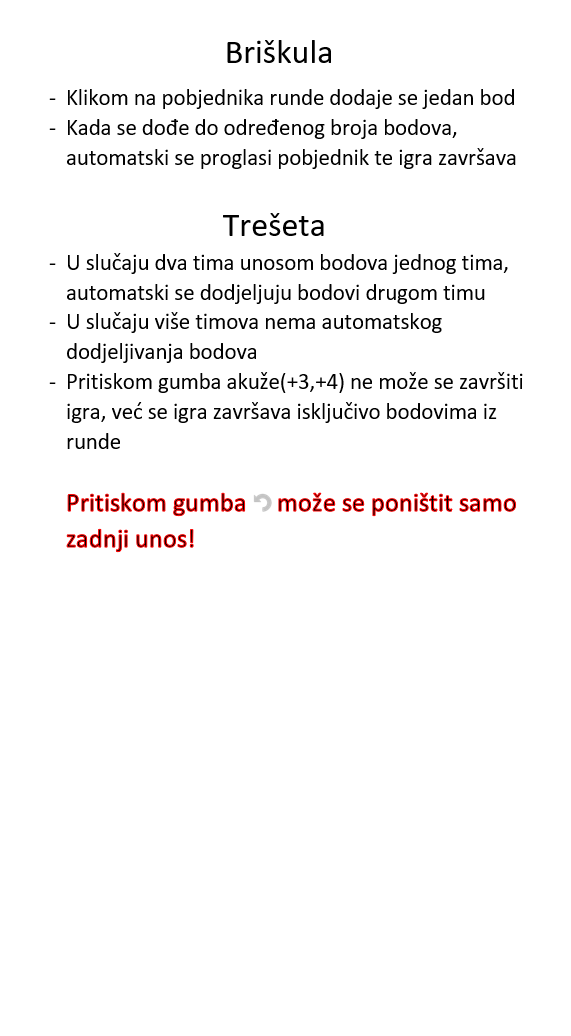 Briškula
- Klikom na pobjednika runde dodaje se jedan bod
- Kada se dođe do određenog broja bodova,
automatski se proglasi pobjednik te igra završava
Trešeta
- U slučaju dva tima unosom bodova jednog tima,
automatski se dodjeljuju bodovi drugom timu
- U slučaju više timova nema automatskog
dodjeljivanja bodova
- Pritiskom gumba akuže(+3,+4) ne može se završiti
igra, već se igra završava isključivo bodovima iz
runde
Pritiskom gumba može se poništit samo
zadnji unos!